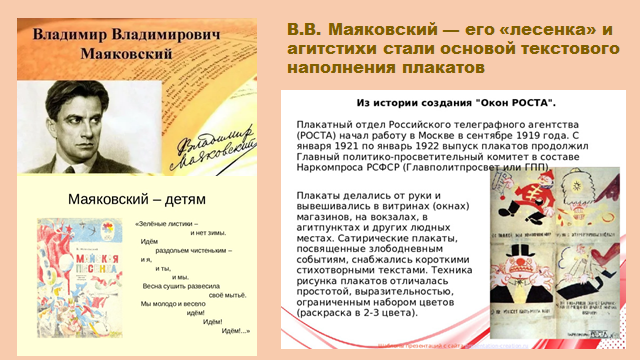 Владимир Владимирович
Маяковский
Владимир
Маяковский
Маяковский – детям
«Зелёные листики –
и нет зимы.
Идём
раздольем чистеньким –
и я,
и ты,
и мы.
Весна сушить развесила
своё мытьё.
Мы молодо и весело
идём!
Идём!
Идём!...»
В.В. Маяковский — его «лесенка» и
агитстихи стали основой текстового
наполнения плакатов
Из истории создания "Окон РОСТА".
Плакатный отдел Российского телеграфного агентства
(РОСТА) начал работу в Москве в сентябре 1919 года. С
января 1921 по январь 1922 выпуск плакатов продолжил
Главный политико-просветительный комитет в составе
Наркомпроса РСФСР (Главполитпросвет или ГПП).
Плакаты делались от руки и
вывешивались в витринах (окнах)
магазинов, на вокзалах, в
агитпунктах и других людных
местах. Сатирические плакаты,
посвященные злободневным
событиям, снабжались короткими
стихотворными текстами. Техника
рисунка плакатов отличалась
простотой, выразительностью,
ограниченным набором цветов
(раскраска в 2-3 цвета).